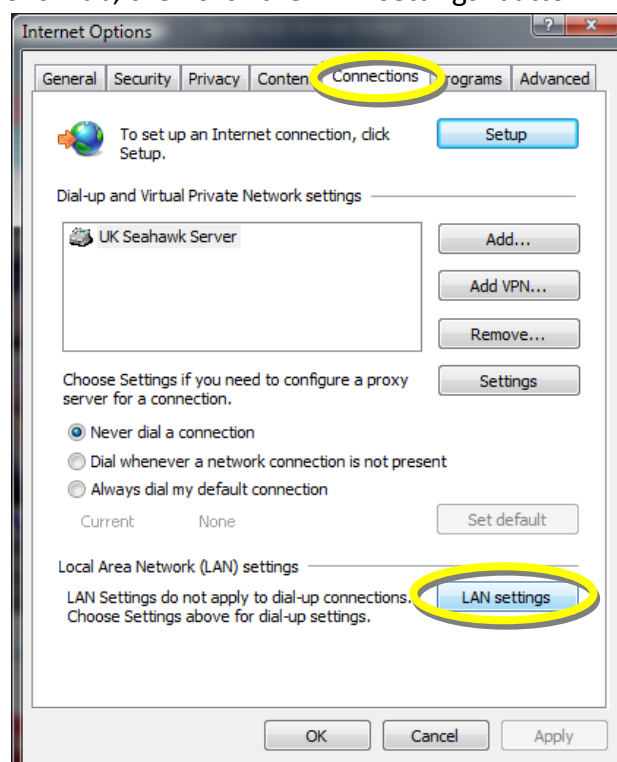 Internet Options
General Security Privacy Conten Connections rograms Advanced
To set up an Internet connection, click
Setup.
Setup
Dial-up and Virtual Private Network settings
UK Seahawk Server
Add...
Add VPN...
Remove...
Choose Settings if you need to configure a proxy
server for a connection.
Settings
Never dial a connection
Dial whenever a network connection is not present
Always dial my default connection
Current None
Set default
Local Area Network (LAN) settings
LAN Settings do not apply to dial-up connections.
Choose Settings above for dial-up settings.
LAN settings
OK Cancel Apply